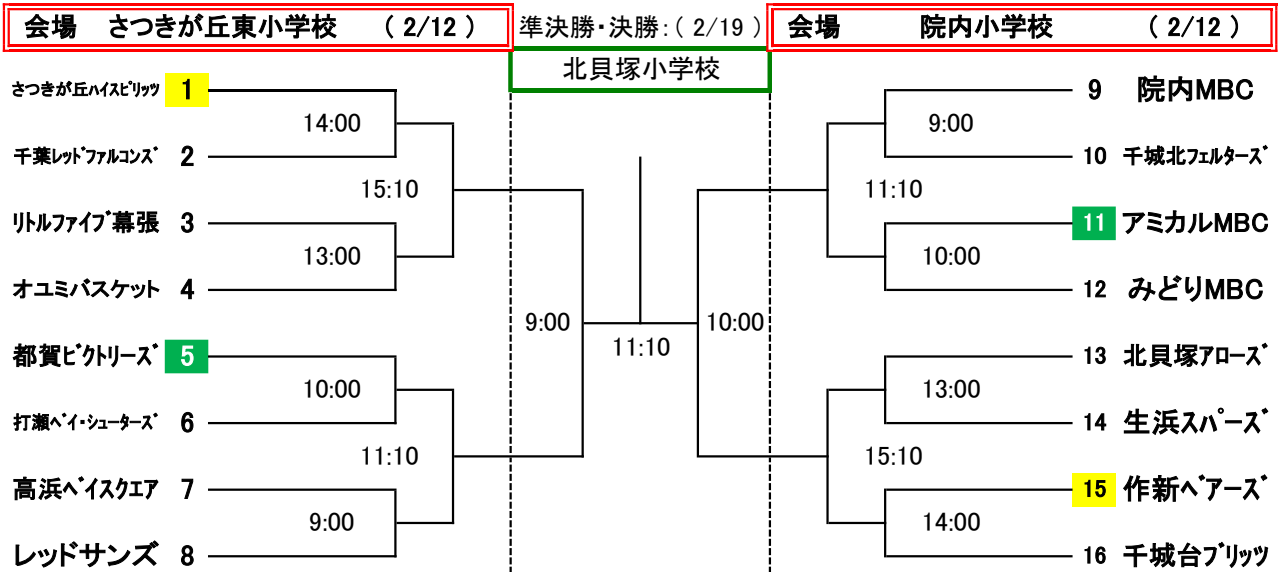 会場 さつきが丘東小学校 ( 2/12 )
準決勝・決勝:( 2/19 )
会場 院内小学校 ( 2/12 )
北貝塚小学校
さつきが丘ﾊｲｽﾋﾟﾘｯﾂ 1
14:00
千葉ﾚｯﾄﾞﾌｧﾙｺﾝｽﾞ 2
15:10
ﾘﾄﾙﾌｧｲﾌﾞ幕張 3
13:00
オユミバスケット 4
都賀ﾋﾞｸﾄﾘｰｽﾞ 5
10:00
打瀬ﾍﾞｲ・ｼｭｰﾀｰｽﾞ 6
11:10
高浜ﾍﾞｲｽｸｴｱ 7
9:00
レッドサンズ 8
9:00
11:10
10:00
9 院内MBC
9:00
10 千城北ﾌｪﾙﾀｰｽﾞ
11:10
11 アミカルMBC
10:00
12 みどりMBC
13 北貝塚ｱﾛｰｽﾞ
13:00
14 生浜ｽﾊﾟｰｽﾞ
15:10
15 作新ﾍﾞｱｰｽﾞ
14:00
16 千城台ﾌﾞﾘｯﾂ